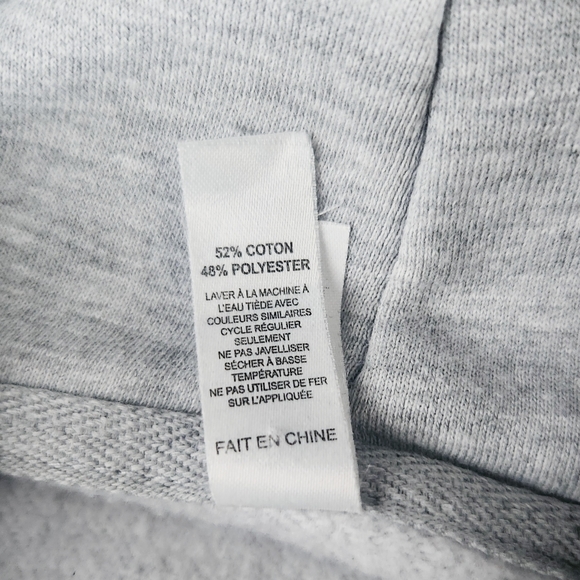 52% COTON
48% POLYESTER
LAVER À LA MACHINE À
L'EAU TIÈDE AVEC
COULEURS SIMILAIRES
CYCLE RÉGULIER
SEULEMENT
NE PAS JAVELLISER
SÉCHER À BASSE
TEMPÉRATURE
NE PAS UTILISER DE FER
SUR L'APPLIQUÉE
FAIT EN CHINE